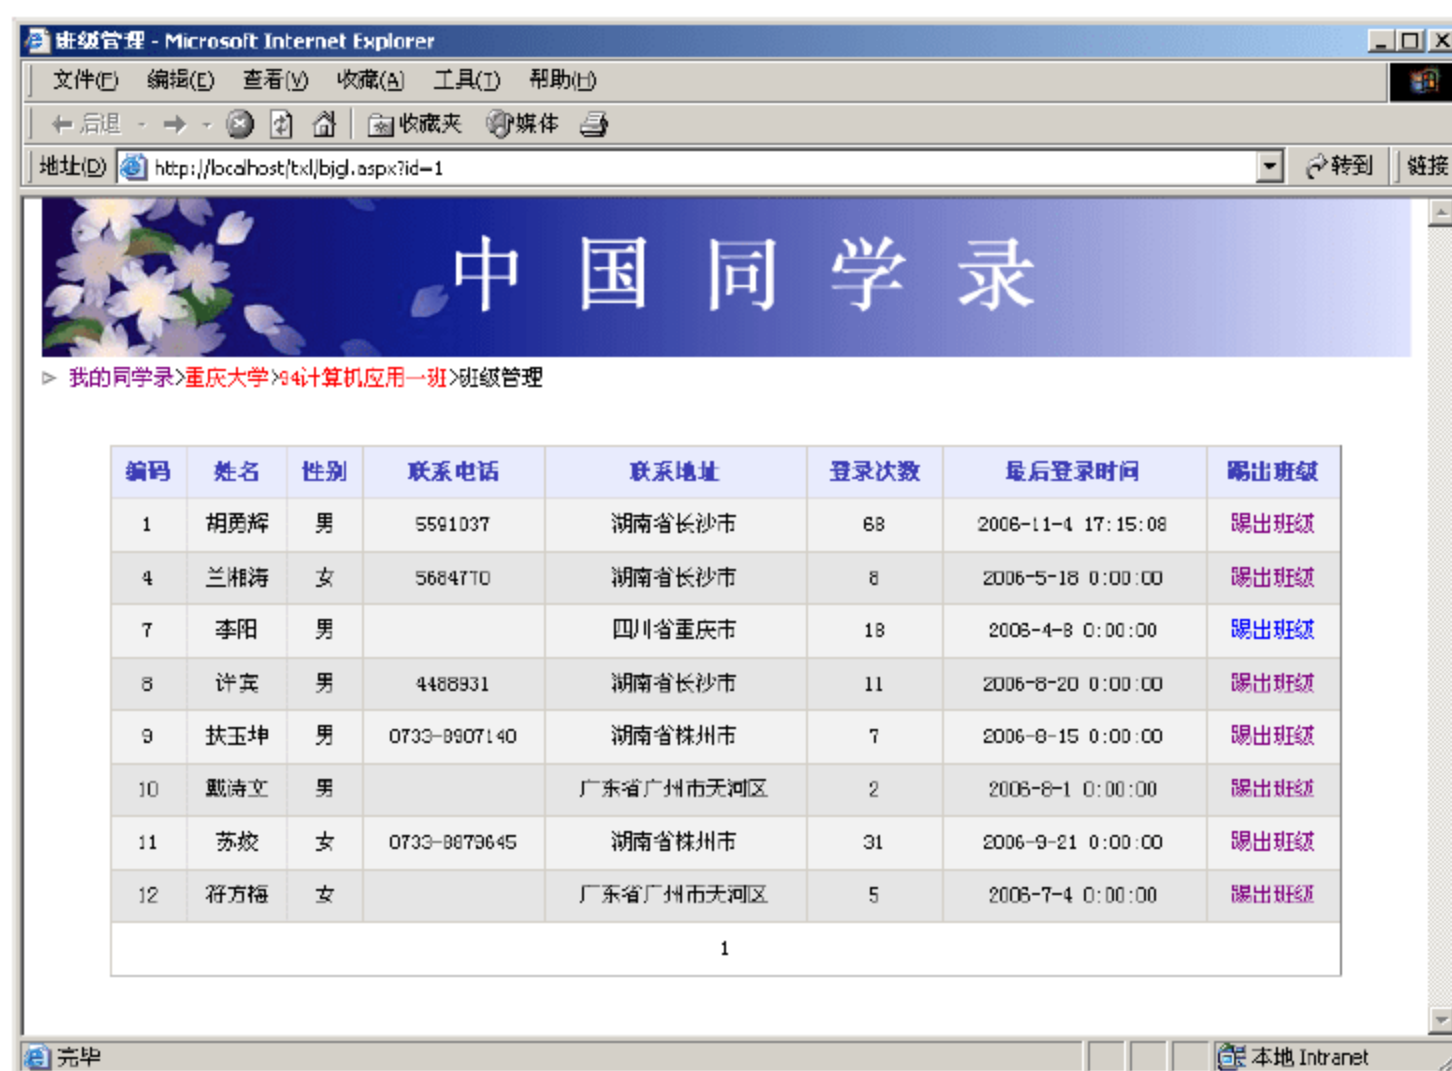 班级管理 - Microsoft Internet Explorer
文件(F) 编辑(E) 查看(V) 收藏(A) 工具(T) 帮助(H)
后退 收藏夹 媒体
地址(D) http://localhost/txl/bjgl.aspx?id=1 转到 链接
中国同学录
我的同学录>重庆大学>94计算机应用一班>班级管理
编码 姓名 性别 联系电话 联系地址 登录次数 最后登录时间 踢出班级
1 胡勇辉 男 5591037 湖南省长沙市 68 2006-11-4 17:15:08 踢出班级
4 兰湘涛 女 5684770 湖南省长沙市 8 2006-5-18 0:00:00 踢出班级
7 李阳 男 四川省重庆市 18 2006-4-8 0:00:00 踢出班级
8 许宾 男 4488931 湖南省长沙市 11 2006-8-20 0:00:00 踢出班级
9 扶玉坤 男 0733-8907140 湖南省株州市 7 2006-8-15 0:00:00 踢出班级
10 戴涛文 男 广东省广州市天河区 2 2006-8-1 0:00:00 踢出班级
11 苏姣 女 0733-8879645 湖南省株州市 31 2006-9-21 0:00:00 踢出班级
12 符方梅 女 广东省广州市天河区 5 2006-7-4 0:00:00 踢出班级
1
完毕 本地 Intranet